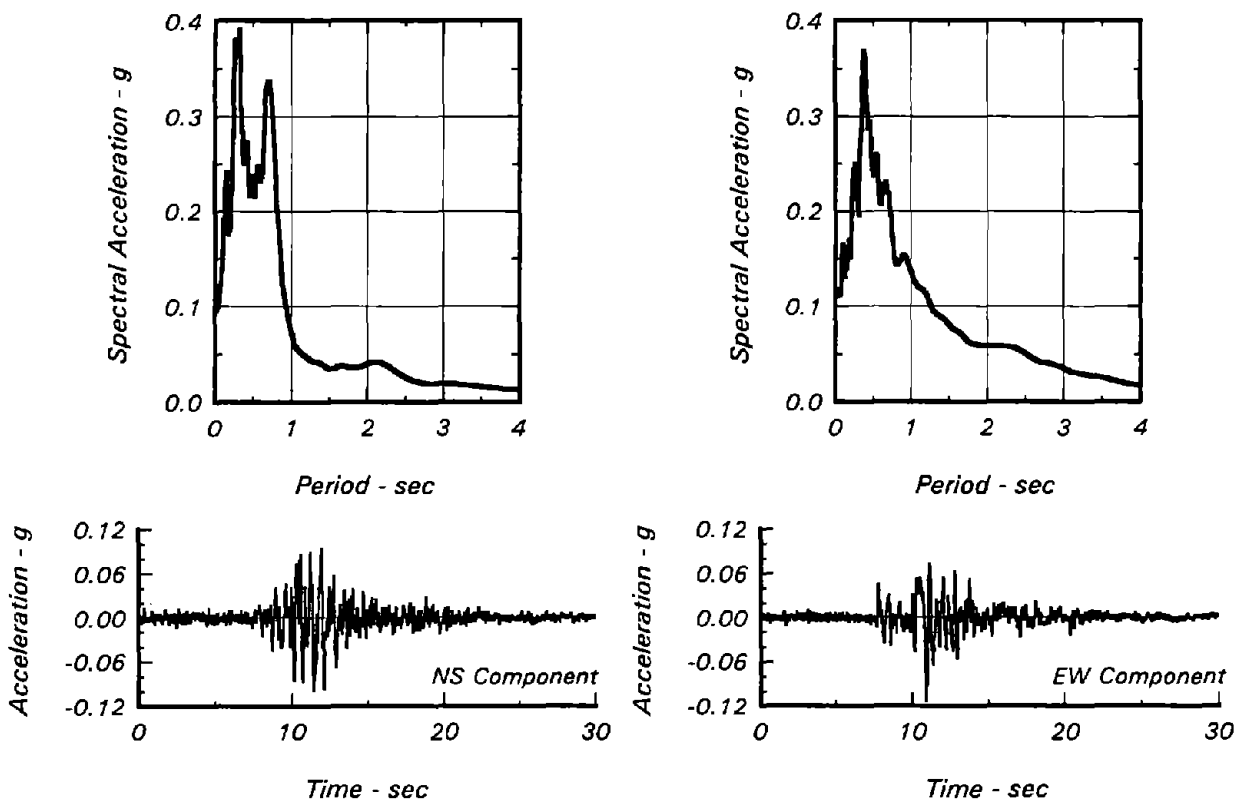 Spectral Acceleration - g
0.4
0.3
0.2
0.1
0.0
0 1 2 3 4
Period - sec
Spectral Acceleration - g
0.4
0.3
0.2
0.1
0.0
0 1 2 3 4
Period - sec
Acceleration - g
0.12
0.06
0.00
-0.06
-0.12
NS Component
0 10 20 30
Time - sec
Acceleration - g
0.12
0.06
0.00
-0.06
-0.12
EW Component
0 10 20 30
Time - sec